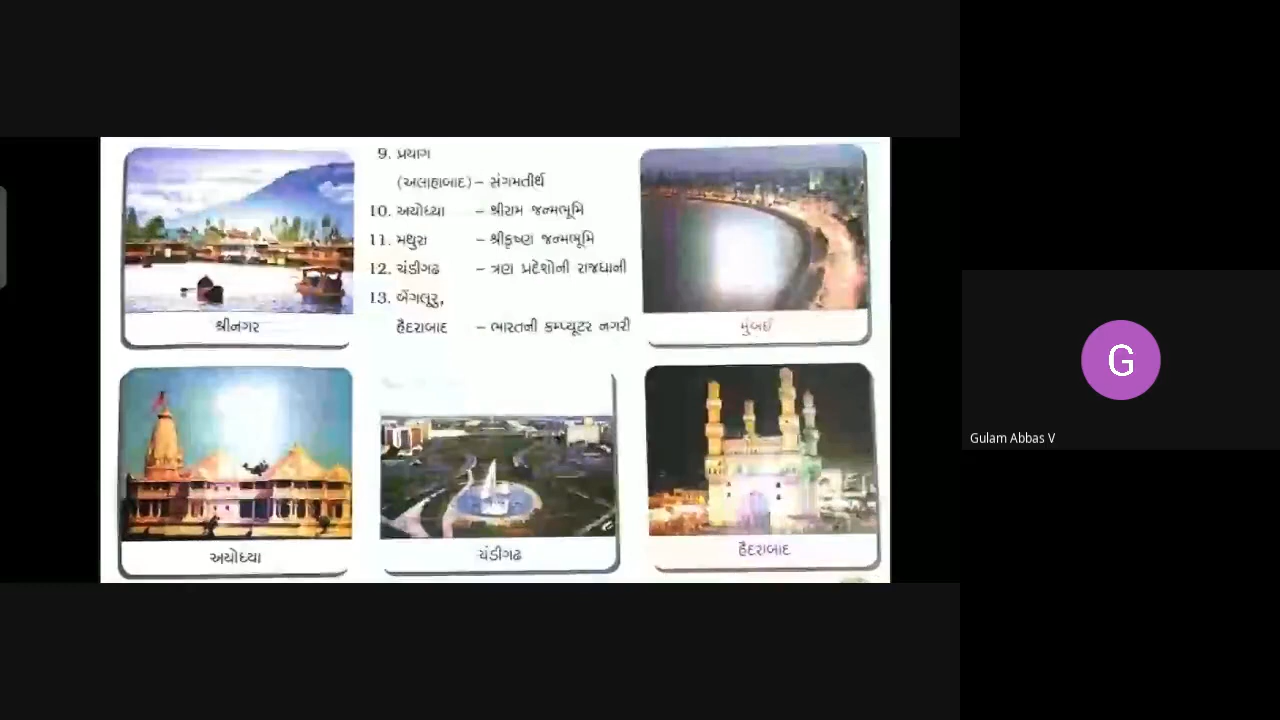 9. પ્રયાગ
(અલાહાબાદ) – સંગમતીર્થ
10. અયોધ્યા – શ્રીરામ જન્મભૂમિ
11. મથુરા – શ્રીકૃષ્ણ જન્મભૂમિ
12. ચંડીગઢ – ત્રણ પ્રદેશોની રાજધાની
13. બેંગલૂરુ,
હૈદરાબાદ – ભારતની કમ્પ્યૂટર નગરી
શ્રીનગર
મુંબઈ
અયોધ્યા
ચંડીગઢ
હૈદરાબાદ
G
Gulam Abbas V